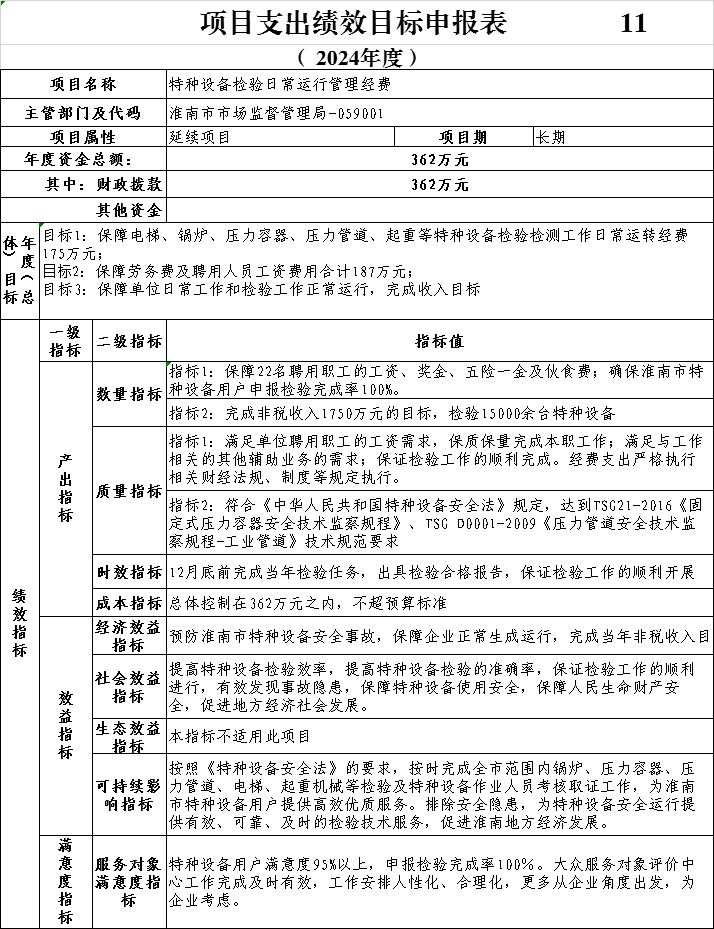 项目支出绩效目标申报表 11
（ 2024年度 ）
项目名称 特种设备检验日常运行管理经费
主管部门及代码 淮南市市场监督管理局-059001
项目属性 延续项目 项目期 长期
年度资金总额： 362万元
其中：财政拨款 362万元
其他资金
年度（总体）目标
目标1：保障电梯、锅炉、压力容器、压力管道、起重等特种设备检验检测工作日常运转经费
175万元；
目标2：保障劳务费及聘用人员工资费用合计187万元；
目标3：保障单位日常工作和检验工作正常运行，完成收入目标
绩效指标
一级指标 二级指标 指标值
产出指标
数量指标
指标1：保障22名聘用职工的工资、奖金、五险一金及伙食费；确保淮南市特
种设备用户申报检验完成率100%。
指标2：完成非税收入1750万元的目标，检验15000余台特种设备
质量指标
指标1：满足单位聘用职工的工资需求，保质保量完成本职工作；满足与工作
相关的其他辅助业务的需求；保证检验工作的顺利完成。经费支出严格执行
相关财经法规、制度等规定执行。
指标2：符合《中华人民共和国特种设备安全法》规定，达到TSG21-2016《固
定式压力容器安全技术监察规程》、TSG D0001-2009《压力管道安全技术监
察规程-工业管道》技术规范要求
时效指标 12月底前完成当年检验任务，出具检验合格报告，保证检验工作的顺利开展
成本指标 总体控制在362万元之内，不超预算标准
效益指标
经济效益指标 预防淮南市特种设备安全事故，保障企业正常生成运行，完成当年非税收入目
社会效益指标
提高特种设备检验效率，提高特种设备检验的准确率，保证检验工作的顺利
进行，有效发现事故隐患，保障特种设备使用安全，保障人民生命财产安
全，促进地方经济社会发展。
生态效益指标 本指标不适用此项目
可持续影响指标
按照《特种设备安全法》的要求，按时完成全市范围内锅炉、压力容器、压
力管道、电梯、起重机械等检验及特种设备作业人员考核取证工作，为淮南
市特种设备用户提供高效优质服务。排除安全隐患，为特种设备安全运行提
供有效、可靠、及时的检验技术服务，促进淮南地方经济发展。
满意度指标
服务对象满意度指标
特种设备用户满意度95%以上，申报检验完成率100%。大众服务对象评价中
心工作完成及时有效，工作安排人性化、合理化，更多从企业角度出发，为
企业考虑。